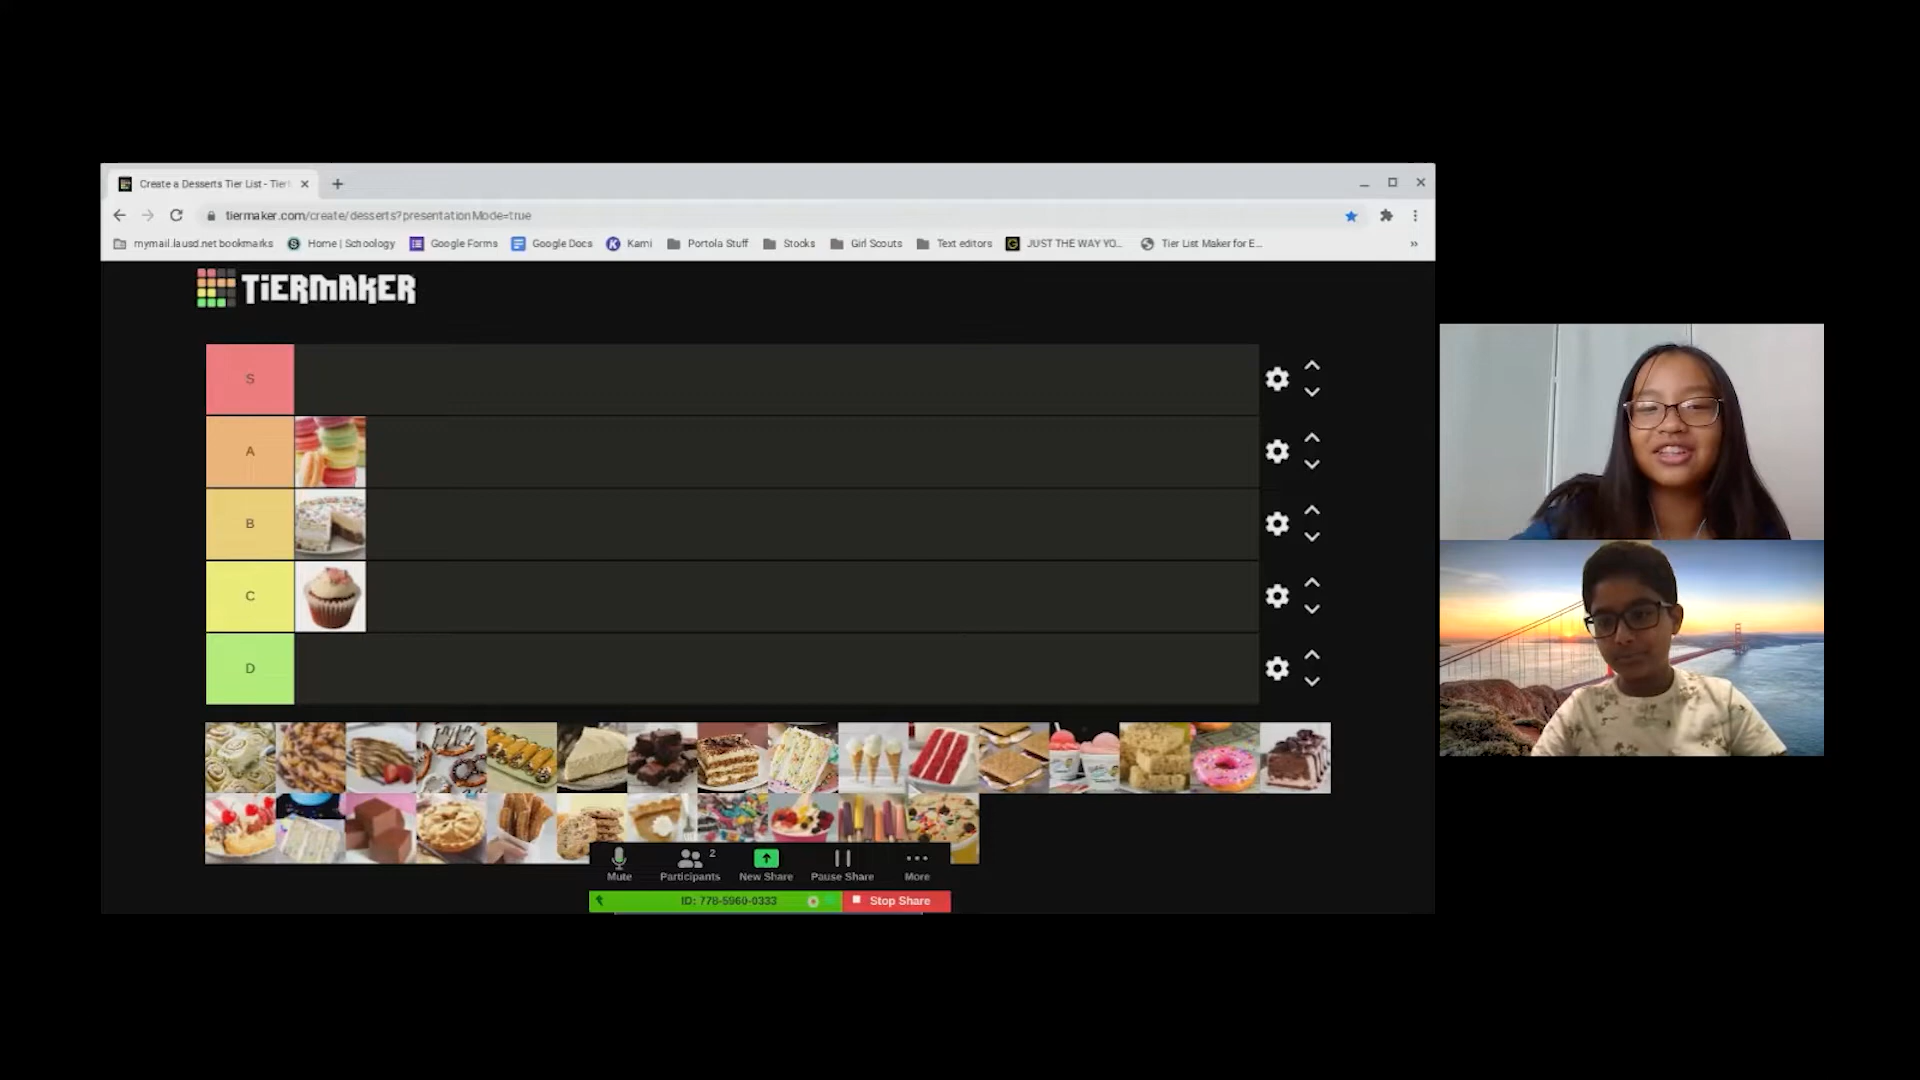 Create a Desserts Tier List - Tier
tiermaker.com/create/desserts?presentationMode=true
mymail.lausd.net bookmarks Home | Schoology Google Forms Google Docs Kami Portola Stuff Stocks Girl Scouts Text editors JUST THE WAY YO... Tier List Maker for E...
TiERMAKER
S
A
B
C
D
2
Mute Participants New Share Pause Share More
ID: 778-5960-0333 Stop Share